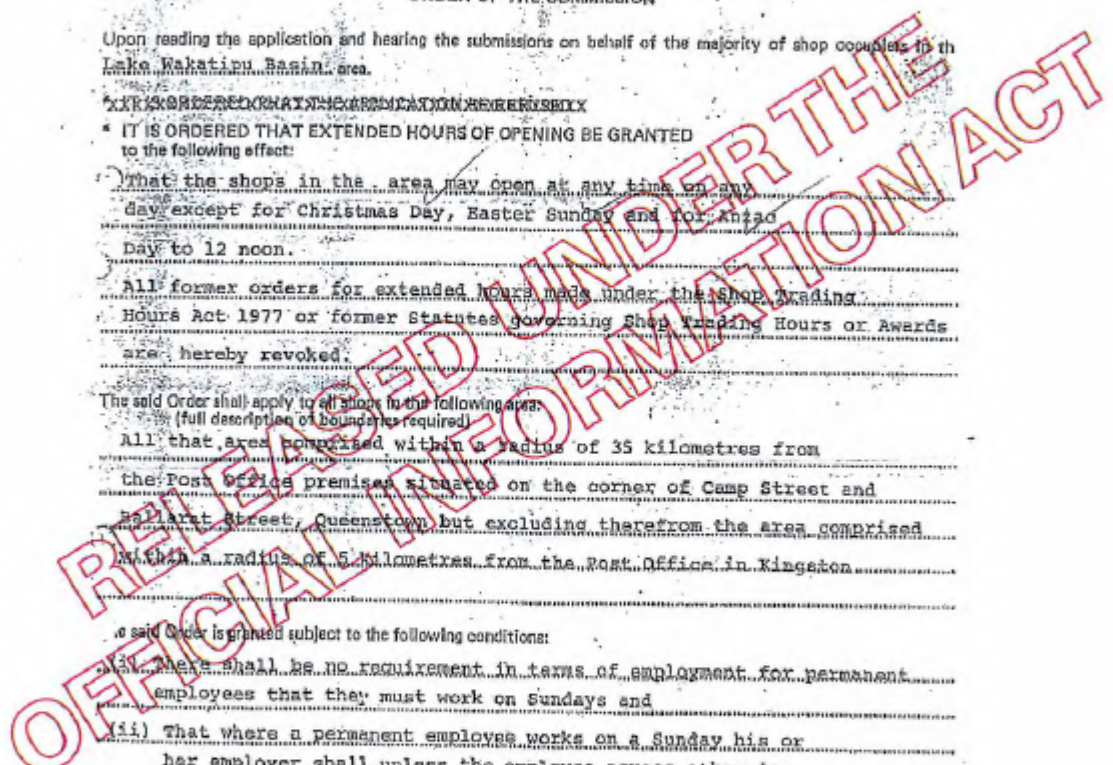 ORDER OF THE COMMISSION
Upon reading the application and hearing the submissions on behalf of the majority of shop occupiers in th
Lake Wakatipu Basin area.
* IT IS ORDERED THAT EXTENDED HOURS OF OPENING BE GRANTED
to the following effect:
That the shops in the area may open at any time on any
day except for Christmas Day, Easter Sunday and for Anzac
Day to 12 noon.
All former orders for extended hours made under the Shop Trading
Hours Act 1977 or former Statutes governing Shop Trading Hours or Awards
are hereby revoked.
The said Order shall apply to all shops in the following area:
(full description of boundaries required)
All that area comprised within a radius of 35 kilometres from
the Post Office premises situated on the corner of Camp Street and
Ballarat Street, Queenstown but excluding therefrom the area comprised
within a radius of 5 kilometres from the Post Office in Kingston
e said Order is granted subject to the following conditions:
(i) There shall be no requirement in terms of employment for permanent
employees that they must work on Sundays and
(ii) That where a permanent employee works on a Sunday his or
her employer shall unless the employee agrees otherwise
RELEASED UNDER THE
OFFICIAL INFORMATION ACT